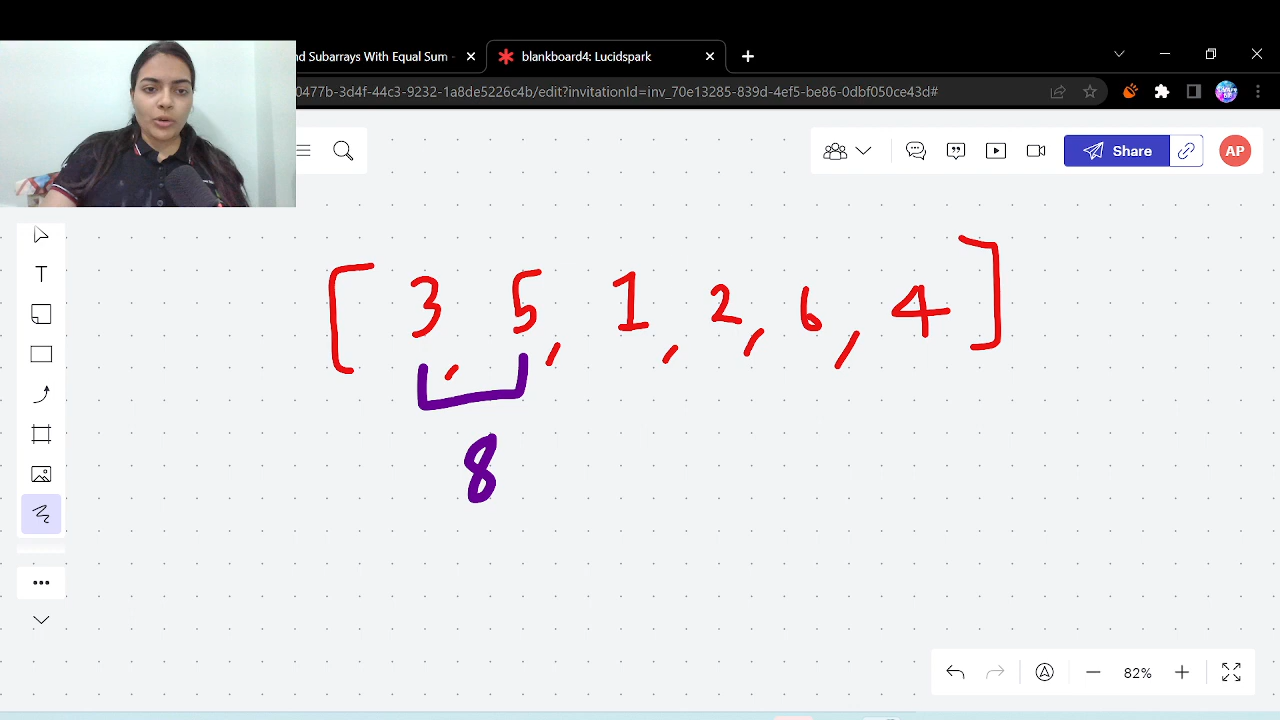 nd Subarrays With Equal Sum -
blankboard4: Lucidspark
0477b-3d4f-44c3-9232-1a8de5226c4b/edit?invitationId=inv_70e13285-839d-4ef5-be86-0dbf050ce43d#
Share
AP
T
[ 3, 5, 1, 2, 6, 4 ]
8
82%